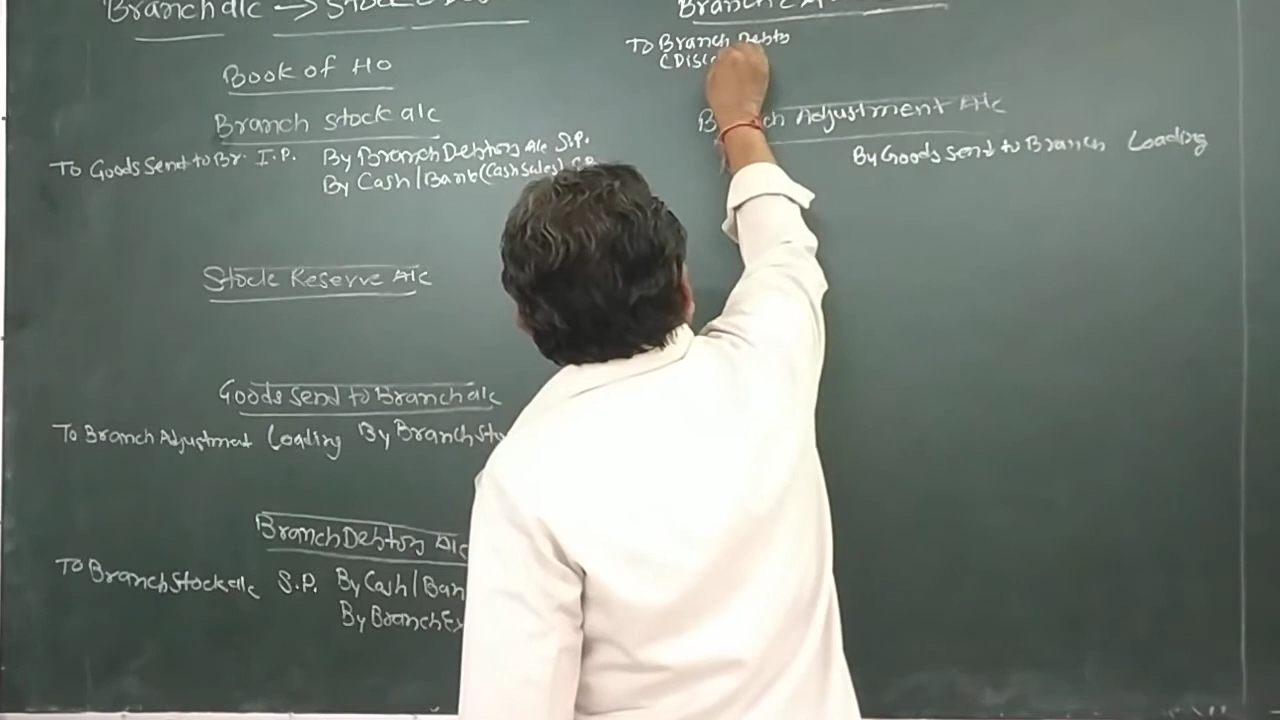 Branch a/c → Stock
Book of HO
Branch Stock a/c
To Goods Send to Br. I.P. By Branch Debtors A/c S.P.
By Cash/Bank (Cash Sales)
Stock Reserve A/c
Goods Send to Branch a/c
To Branch Adjustment Loading By Branch
Branch Debtors A/c
To Branch Stock a/c S.P. By Cash/
By Branch
Branch
To Branch Debts
Adjustment A/c
By Goods Send to Branch Loading